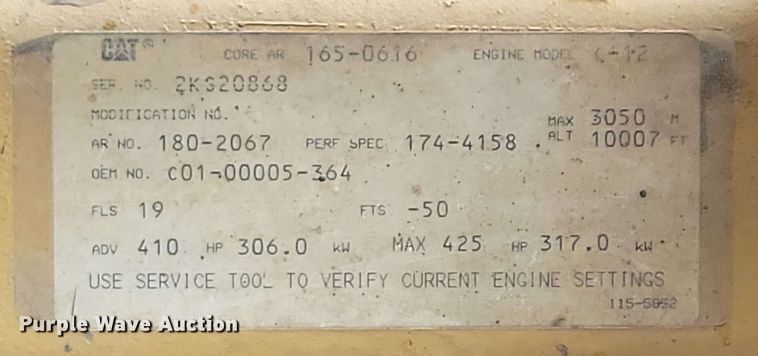 CAT® CORE AR 165-0616 ENGINE MODEL C-12
SER. NO. 2KS20868
MODIFICATION NO.
MAX 3050 M
AR NO. 180-2067 PERF SPEC 174-4158 ALT 10007 FT
OEM NO. C01-00005-364
FLS 19 FTS -50
ADV 410 HP 306.0 kW MAX 425 HP 317.0 kW
USE SERVICE TOOL TO VERIFY CURRENT ENGINE SETTINGS
115-5852
Purple Wave Auction